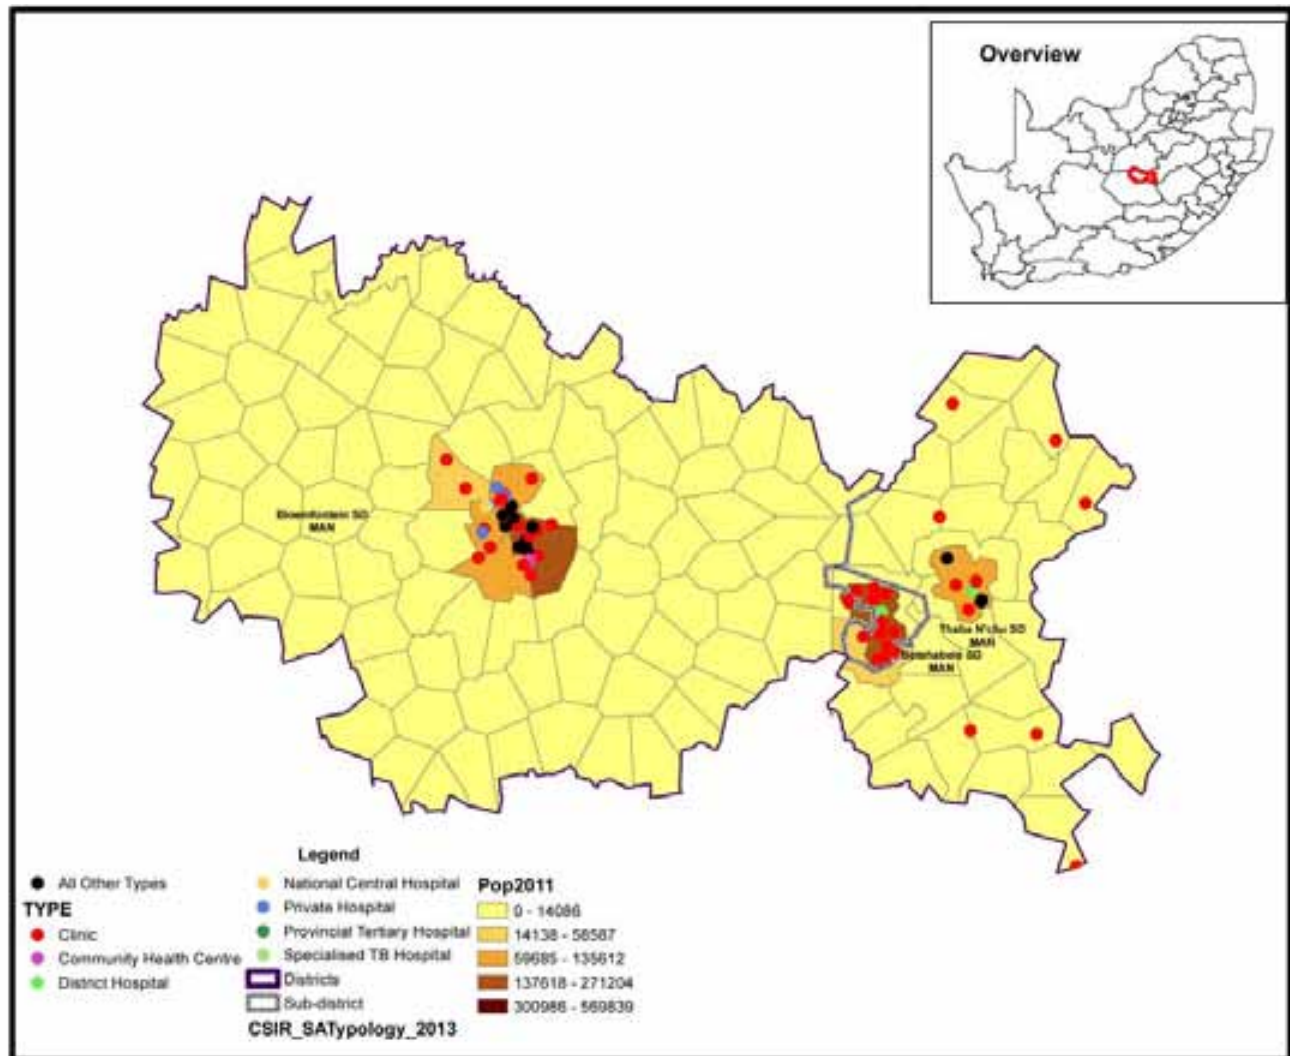 Overview
Bloemfontein SD
MAN
Thaba N'chu SD
MAN
Botshabelo SD
MAN
Legend
All Other Types
TYPE
Clinic
Community Health Centre
District Hospital
National Central Hospital
Private Hospital
Provincial Tertiary Hospital
Specialised TB Hospital
Districts
Sub-district
CSIR_SATypology_2013
Pop2011
0 - 14086
14138 - 58587
59685 - 135612
137618 - 271204
300986 - 569839